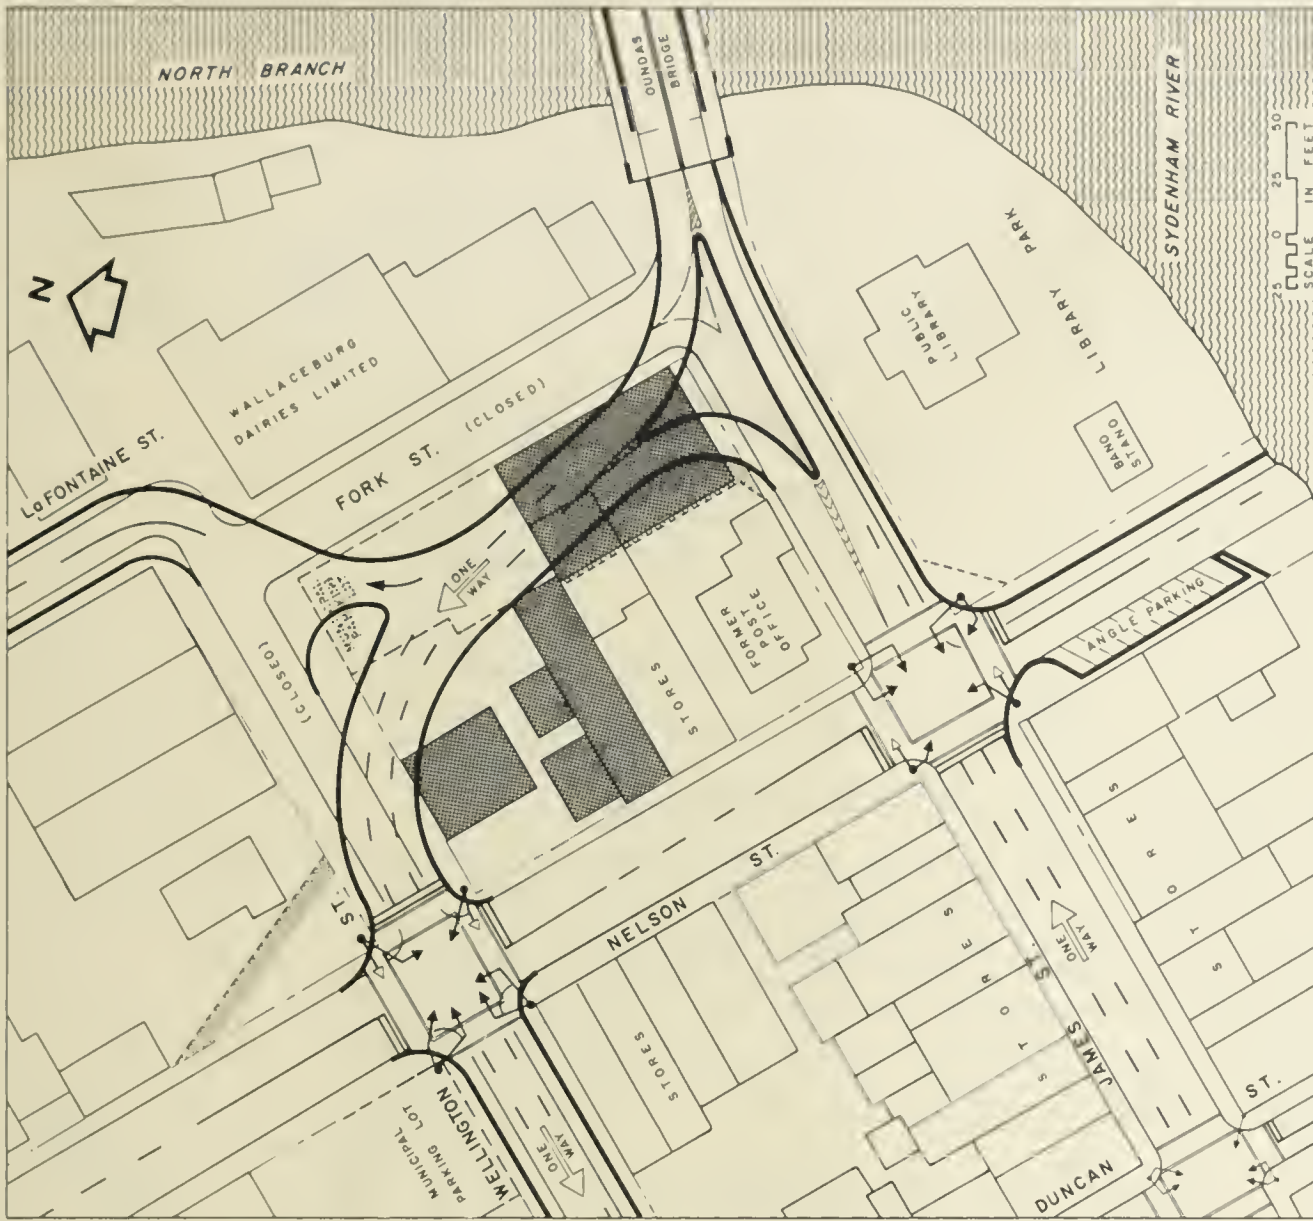 NORTH BRANCH
DUNDAS
BRIDGE
SYDENHAM RIVER
25 0 25 50
SCALE IN FEET
N
LIBRARY PARK
PUBLIC
LIBRARY
BAND
STAND
WALLACEBURG
DAIRIES LIMITED
LaFONTAINE ST.
FORK ST. (CLOSED)
ONE
WAY
(CLOSED)
FORMER
POST
OFFICE
STORES
ANGLE PARKING
ST.
NELSON ST.
STORES
STORES
STORES
ONE
WAY
JAMES ST.
WELLINGTON
MUNICIPAL
PARKING LOT
ONE
WAY
DUNCAN ST.